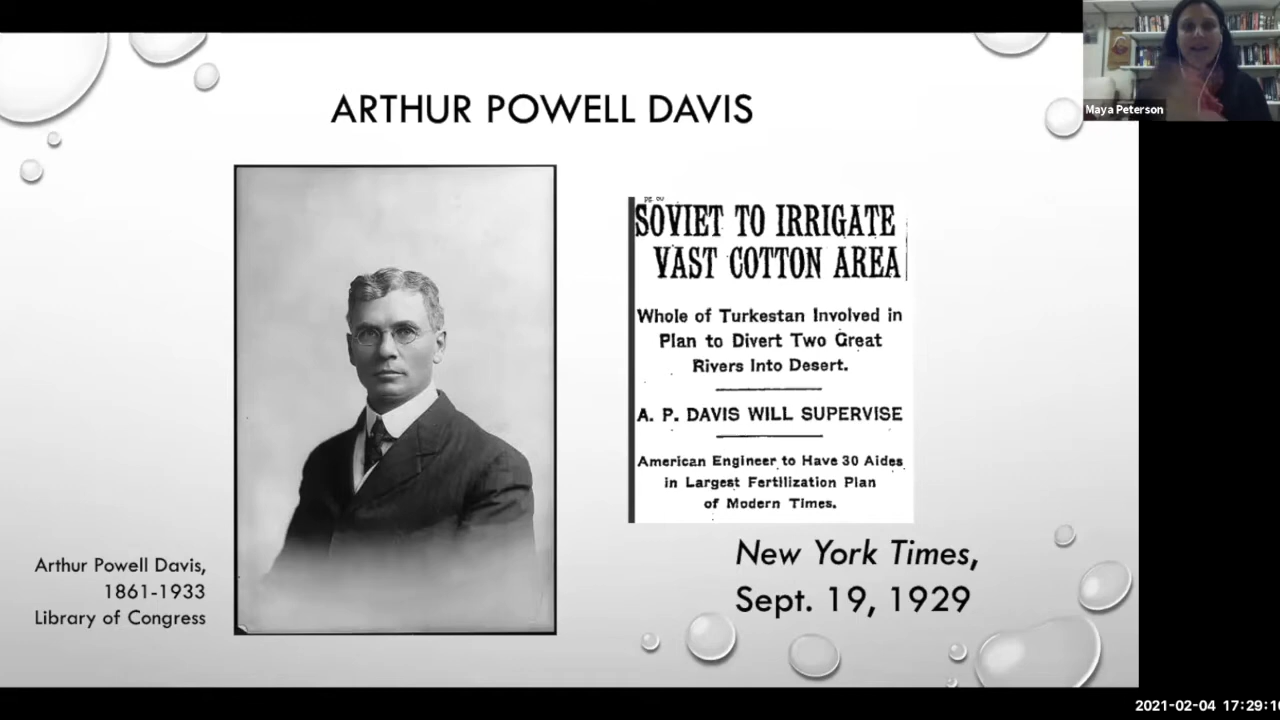 Maya Peterson
ARTHUR POWELL DAVIS
pg. 60
SOVIET TO IRRIGATE
VAST COTTON AREA
Whole of Turkestan Involved in
Plan to Divert Two Great
Rivers Into Desert.
A. P. DAVIS WILL SUPERVISE
American Engineer to Have 30 Aides
in Largest Fertilization Plan
of Modern Times.
New York Times,
Sept. 19, 1929
Arthur Powell Davis,
1861-1933
Library of Congress
2021-02-04 17:29:1